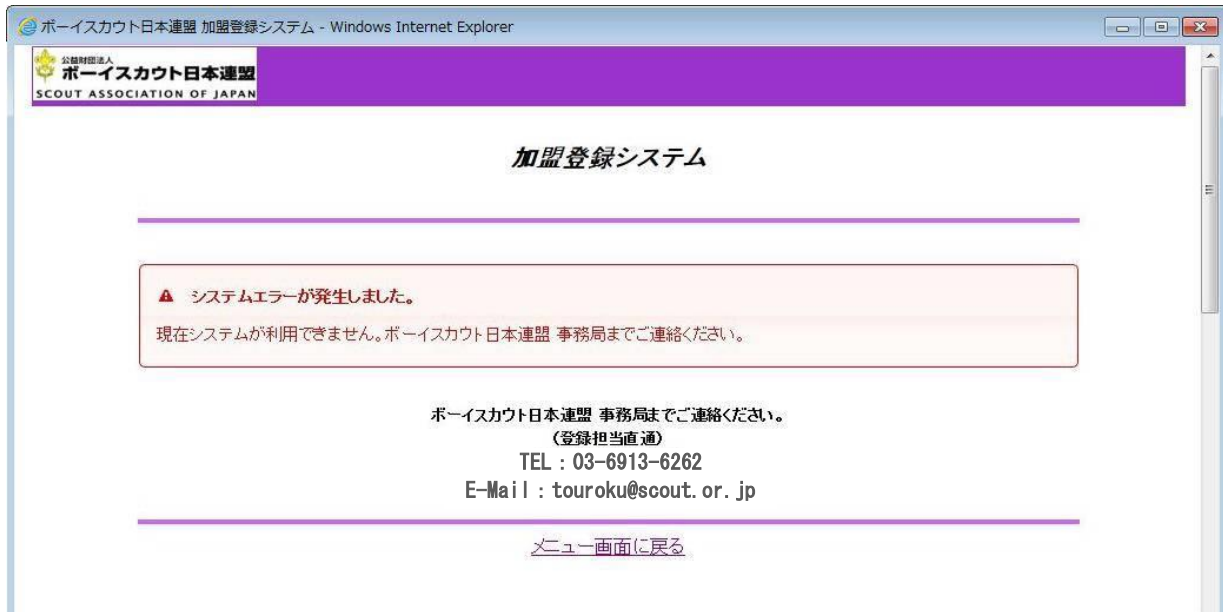 ボーイスカウト日本連盟 加盟登録システム - Windows Internet Explorer
公益財団法人
ボーイスカウト日本連盟
SCOUT ASSOCIATION OF JAPAN
加盟登録システム
システムエラーが発生しました。
現在システムが利用できません。ボーイスカウト日本連盟 事務局までご連絡ください。
ボーイスカウト日本連盟 事務局までご連絡ください。
(登録担当直通)
TEL：03-6913-6262
E-Mail：touroku@scout.or.jp
メニュー画面に戻る